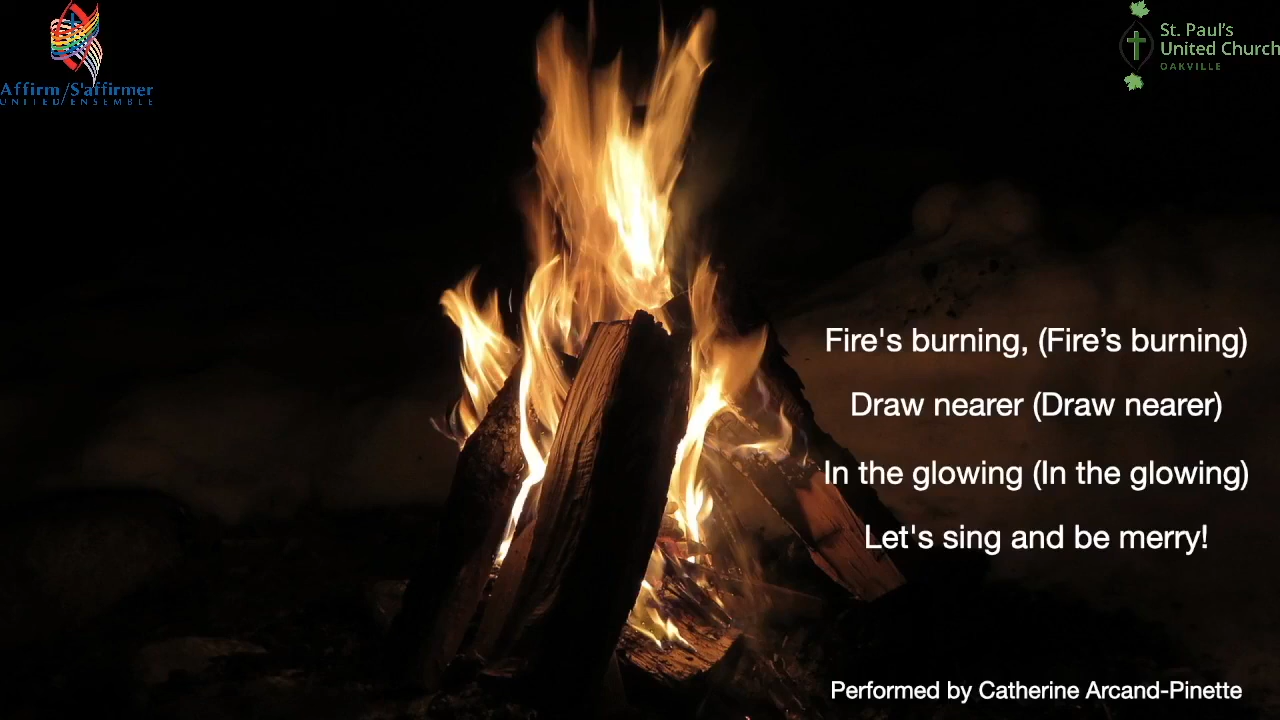 Affirm/S'affirmer
UNITED/ENSEMBLE
St. Paul's
United Church
OAKVILLE
Fire's burning, (Fire’s burning)
Draw nearer (Draw nearer)
In the glowing (In the glowing)
Let's sing and be merry!
Performed by Catherine Arcand-Pinette